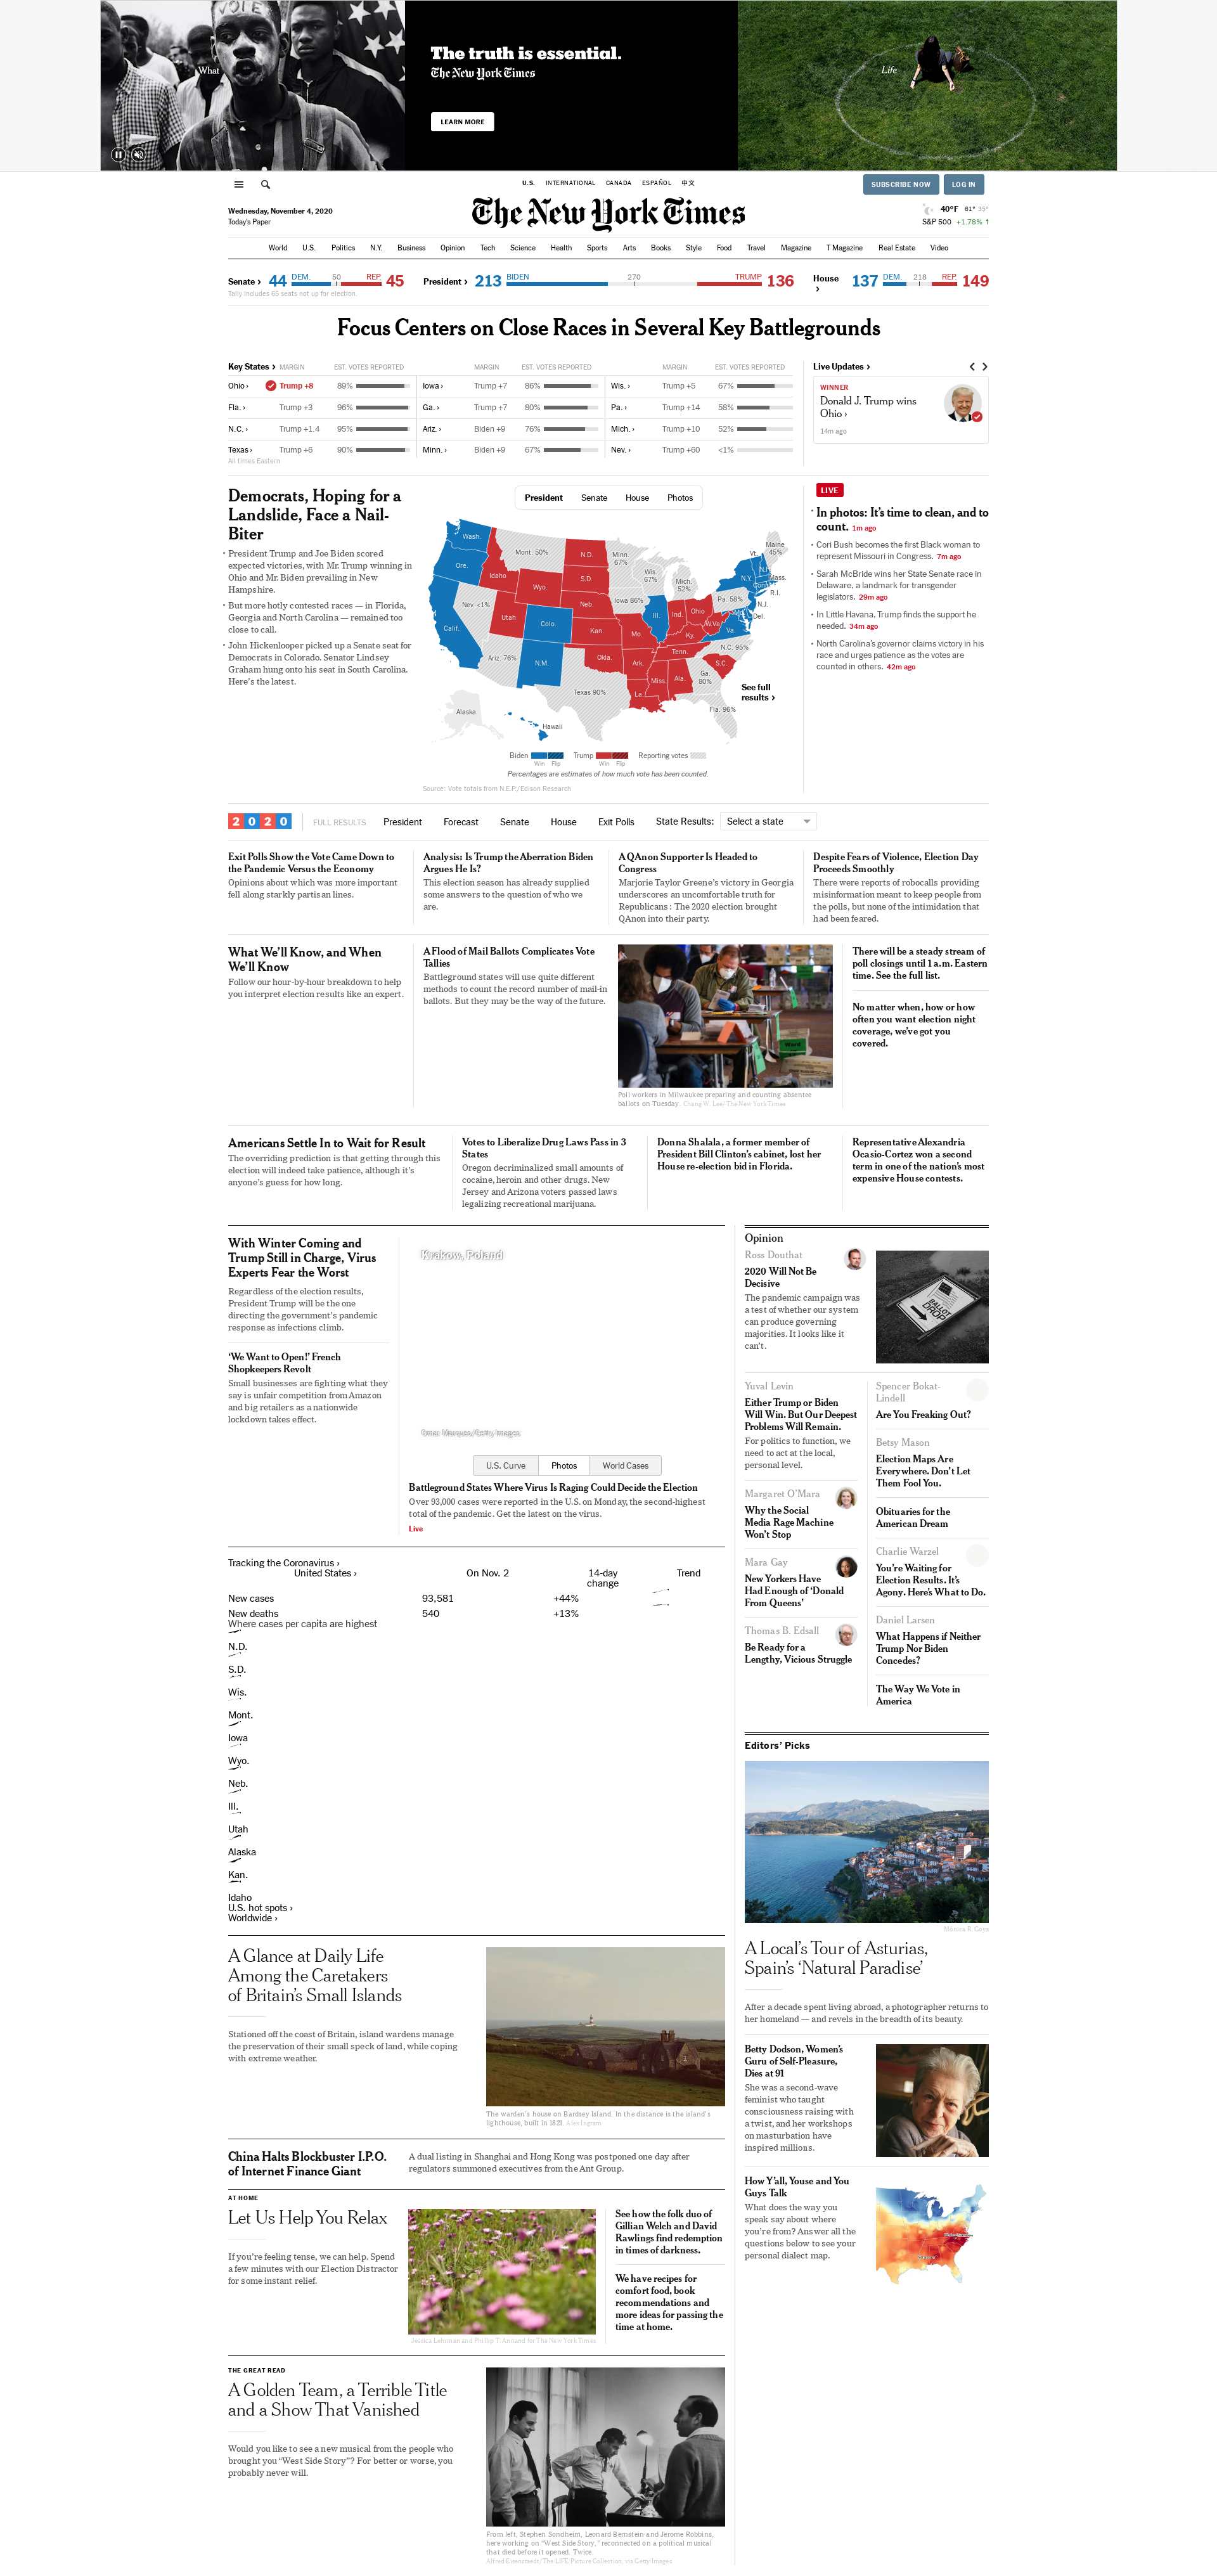 What
The truth is essential.
The New York Times
LEARN MORE
Life
U.S. INTERNATIONAL CANADA ESPAÑOL 中文
SUBSCRIBE NOW LOG IN
Wednesday, November 4, 2020
Today's Paper
The New York Times
40°F 61° 35°
S&P 500 +1.78% ↑
World U.S. Politics N.Y. Business Opinion Tech Science Health Sports Arts Books Style Food Travel Magazine T Magazine Real Estate Video
Senate › 44 DEM. 50 REP. 45
Tally includes 65 seats not up for election.
President › 213 BIDEN 270 TRUMP 136
House › 137 DEM. 218 REP. 149
Focus Centers on Close Races in Several Key Battlegrounds
Key States › MARGIN EST. VOTES REPORTED MARGIN EST. VOTES REPORTED MARGIN EST. VOTES REPORTED
Ohio › Trump +8 89% Iowa › Trump +7 86% Wis. › Trump +5 67%
Fla. › Trump +3 96% Ga. › Trump +7 80% Pa. › Trump +14 58%
N.C. › Trump +1.4 95% Ariz. › Biden +9 76% Mich. › Trump +10 52%
Texas › Trump +6 90% Minn. › Biden +9 67% Nev. › Trump +60 <1%
All times Eastern
Live Updates ›
WINNER
Donald J. Trump wins
Ohio ›
14m ago
Democrats, Hoping for a
Landslide, Face a Nail-
Biter
• President Trump and Joe Biden scored
expected victories, with Mr. Trump winning in
Ohio and Mr. Biden prevailing in New
Hampshire.
• But more hotly contested races — in Florida,
Georgia and North Carolina — remained too
close to call.
• John Hickenlooper picked up a Senate seat for
Democrats in Colorado. Senator Lindsey
Graham hung onto his seat in South Carolina.
Here's the latest.
President Senate House Photos
Wash.
Ore.
Calif.
Nev. <1%
Idaho
Mont. 50%
Wyo.
Utah
Colo.
Ariz. 76%
N.M.
N.D.
S.D.
Neb.
Kan.
Okla.
Texas 90%
Minn.
67%
Iowa 86%
Mo.
Ark.
La.
Wis.
67%
Ill.
Mich.
52%
Ind.
Ohio
Ky.
Tenn.
Miss.
Ala.
Ga.
80%
Fla. 96%
S.C.
N.C. 95%
Va.
W.Va.
Pa. 58%
N.Y.
Vt.
N.H.
Maine
45%
Mass.
Conn.
R.I.
N.J.
Del.
Alaska
Hawaii
See full
results ›
Biden Win Flip Trump Win Flip Reporting votes
Percentages are estimates of how much vote has been counted.
Source: Vote totals from N.E.P./Edison Research
LIVE
• In photos: It's time to clean, and to
count. 1m ago
• Cori Bush becomes the first Black woman to
represent Missouri in Congress. 7m ago
• Sarah McBride wins her State Senate race in
Delaware, a landmark for transgender
legislators. 29m ago
• In Little Havana, Trump finds the support he
needed. 34m ago
• North Carolina's governor claims victory in his
race and urges patience as the votes are
counted in others. 42m ago
2020 FULL RESULTS President Forecast Senate House Exit Polls State Results: Select a state
Exit Polls Show the Vote Came Down to
the Pandemic Versus the Economy
Opinions about which was more important
fell along starkly partisan lines.
Analysis: Is Trump the Aberration Biden
Argues He Is?
This election season has already supplied
some answers to the question of who we
are.
A QAnon Supporter Is Headed to
Congress
Marjorie Taylor Greene's victory in Georgia
underscores an uncomfortable truth for
Republicans: The 2020 election brought
QAnon into their party.
Despite Fears of Violence, Election Day
Proceeds Smoothly
There were reports of robocalls providing
misinformation meant to keep people from
the polls, but none of the intimidation that
had been feared.
What We'll Know, and When
We'll Know
Follow our hour-by-hour breakdown to help
you interpret election results like an expert.
A Flood of Mail Ballots Complicates Vote
Tallies
Battleground states will use quite different
methods to count the record number of mail-in
ballots. But they may be the way of the future.
Poll workers in Milwaukee preparing and counting absentee
ballots on Tuesday. Chang W. Lee/The New York Times
There will be a steady stream of
poll closings until 1 a.m. Eastern
time. See the full list.
No matter when, how or how
often you want election night
coverage, we've got you
covered.
Americans Settle In to Wait for Result
The overriding prediction is that getting through this
election will indeed take patience, although it's
anyone's guess for how long.
Votes to Liberalize Drug Laws Pass in 3
States
Oregon decriminalized small amounts of
cocaine, heroin and other drugs. New
Jersey and Arizona voters passed laws
legalizing recreational marijuana.
Donna Shalala, a former member of
President Bill Clinton's cabinet, lost her
House re-election bid in Florida.
Representative Alexandria
Ocasio-Cortez won a second
term in one of the nation's most
expensive House contests.
With Winter Coming and
Trump Still in Charge, Virus
Experts Fear the Worst
Regardless of the election results,
President Trump will be the one
directing the government's pandemic
response as infections climb.
'We Want to Open!' French
Shopkeepers Revolt
Small businesses are fighting what they
say is unfair competition from Amazon
and big retailers as a nationwide
lockdown takes effect.
Krakow, Poland
Omar Marques/Getty Images
U.S. Curve Photos World Cases
Battleground States Where Virus Is Raging Could Decide the Election
Over 93,000 cases were reported in the U.S. on Monday, the second-highest
total of the pandemic. Get the latest on the virus.
Live
Tracking the Coronavirus ›
United States › On Nov. 2 14-day
change Trend
New cases 93,581 +44%
New deaths 540 +13%
Where cases per capita are highest
N.D.
S.D.
Wis.
Mont.
Iowa
Wyo.
Neb.
Ill.
Utah
Alaska
Kan.
Idaho
U.S. hot spots ›
Worldwide ›
A Glance at Daily Life
Among the Caretakers
of Britain's Small Islands
Stationed off the coast of Britain, island wardens manage
the preservation of their small speck of land, while coping
with extreme weather.
The warden's house on Bardsey Island. In the distance is the island's
lighthouse, built in 1821. Alex Ingram
China Halts Blockbuster I.P.O.
of Internet Finance Giant
A dual listing in Shanghai and Hong Kong was postponed one day after
regulators summoned executives from the Ant Group.
AT HOME
Let Us Help You Relax
If you're feeling tense, we can help. Spend
a few minutes with our Election Distractor
for some instant relief.
Jessica Lehrman and Phillip T. Annand for The New York Times
See how the folk duo of
Gillian Welch and David
Rawlings find redemption
in times of darkness.
We have recipes for
comfort food, book
recommendations and
more ideas for passing the
time at home.
THE GREAT READ
A Golden Team, a Terrible Title
and a Show That Vanished
Would you like to see a new musical from the people who
brought you "West Side Story"? For better or worse, you
probably never will.
From left, Stephen Sondheim, Leonard Bernstein and Jerome Robbins,
here working on "West Side Story," reconnected on a political musical
that died before it opened. Twice.
Alfred Eisenstaedt/The LIFE Picture Collection, via Getty Images
Opinion
Ross Douthat
2020 Will Not Be
Decisive
The pandemic campaign was
a test of whether our system
can produce governing
majorities. It looks like it
can't.
BALLOT
DROP
Yuval Levin
Either Trump or Biden
Will Win. But Our Deepest
Problems Will Remain.
For politics to function, we
need to act at the local,
personal level.
Margaret O'Mara
Why the Social
Media Rage Machine
Won't Stop
Mara Gay
New Yorkers Have
Had Enough of 'Donald
From Queens'
Thomas B. Edsall
Be Ready for a
Lengthy, Vicious Struggle
Spencer Bokat-
Lindell
Are You Freaking Out?
Betsy Mason
Election Maps Are
Everywhere. Don't Let
Them Fool You.
Obituaries for the
American Dream
Charlie Warzel
You're Waiting for
Election Results. It's
Agony. Here's What to Do.
Daniel Larsen
What Happens if Neither
Trump Nor Biden
Concedes?
The Way We Vote in
America
Editors' Picks
Monica R. Goya
A Local's Tour of Asturias,
Spain's 'Natural Paradise'
After a decade spent living abroad, a photographer returns to
her homeland — and revels in the breadth of its beauty.
Betty Dodson, Women's
Guru of Self-Pleasure,
Dies at 91
She was a second-wave
feminist who taught
consciousness raising with
a twist, and her workshops
on masturbation have
inspired millions.
How Y'all, Youse and You
Guys Talk
What does the way you
speak say about where
you're from? Answer all the
questions below to see your
personal dialect map.